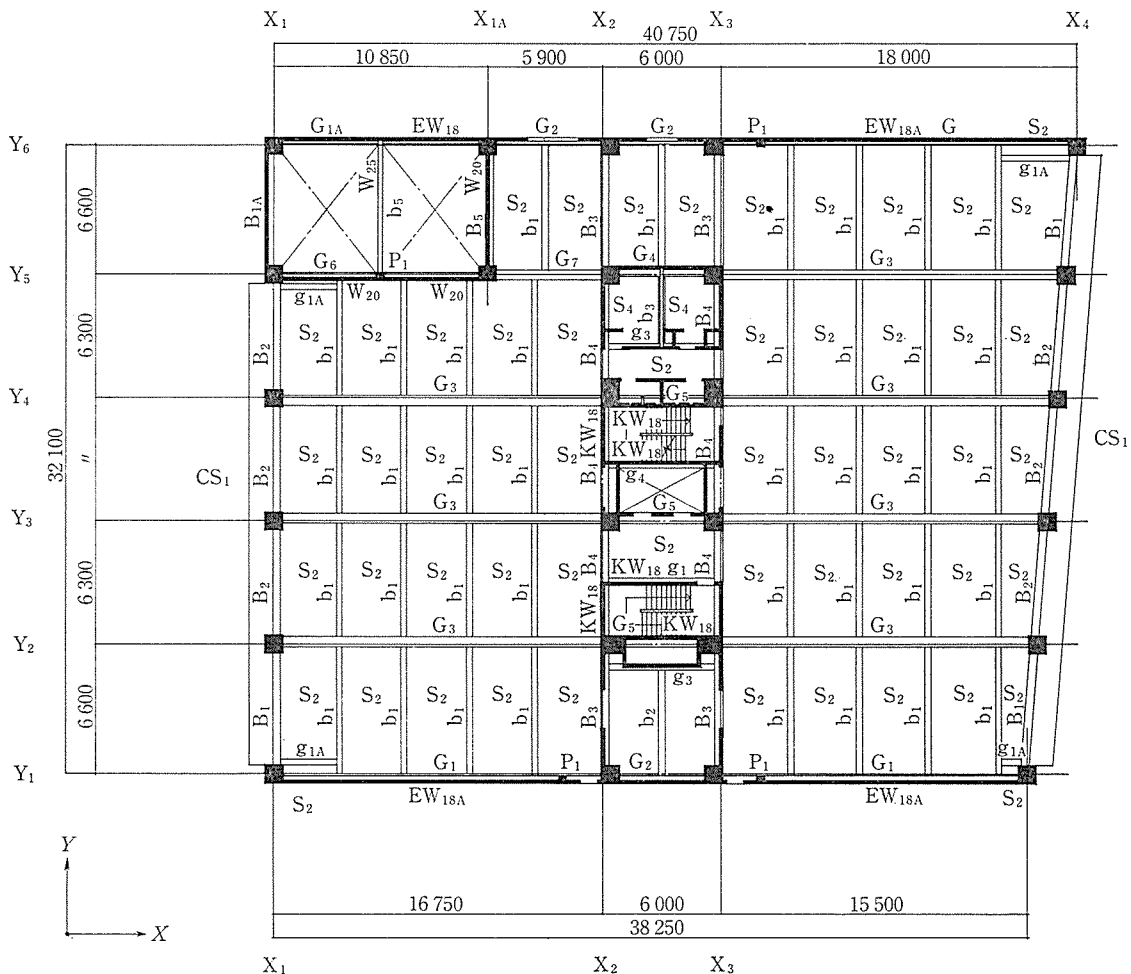 X₁ X₁ₐ X₂ X₃ X₄
40 750
10 850 5 900 6 000 18 000
G₁ₐ EW₁₈ G₂ G₂ P₁ EW₁₈ₐ G S₂
Y₆
g₁ₐ
W₂₅ W₂₀
6 600 B₁ₐ b₅ B₅ S₂ b₁ S₂ B₃ S₂ b₁ S₂ B₃ S₂ b₁ S₂ b₁ S₂ b₁ S₂ b₁ S₂ B₁
G₆ P₁ G₇ G₄ G₃
Y₅
g₁ₐ W₂₀ W₂₀
S₄ b₃ S₄ B₄
6 300 B₂ S₂ b₁ S₂ b₁ S₂ b₁ S₂ b₁ S₂ B₄ g₃ S₂ b₁ S₂ b₁ S₂ b₁ S₂ b₁ S₂ B₂
S₂
G₃ G₅ G₃
Y₄
KW₁₈ KW₁₈
KW₁₈
32 100 〃 CS₁ B₂ S₂ b₁ S₂ b₁ S₂ b₁ S₂ b₁ S₂ B₄ B₄ S₂ b₁ S₂ b₁ S₂ b₁ S₂ b₁ S₂ B₂ CS₁
g₄
G₃ G₅ G₃
Y₃
S₂
6 300 B₂ S₂ b₁ S₂ b₁ S₂ b₁ S₂ b₁ S₂ B₄ KW₁₈ g₁ B₄ S₂ b₁ S₂ b₁ S₂ b₁ S₂ b₁ S₂ B₂
KW₁₈
G₃ G₅ KW₁₈ G₃
Y₂
g₃
6 600 B₁ S₂ b₁ S₂ b₁ S₂ b₁ S₂ b₁ S₂ B₃ b₂ B₃ S₂ b₁ S₂ b₁ S₂ b₁ S₂ b₁ S₂ B₁
g₁ₐ G₁ P₁ G₂ P₁ G₁ g₁ₐ
Y₁
S₂ EW₁₈ₐ EW₁₈ₐ S₂
Y
X
16 750 6 000 15 500
38 250
X₁ X₂ X₃